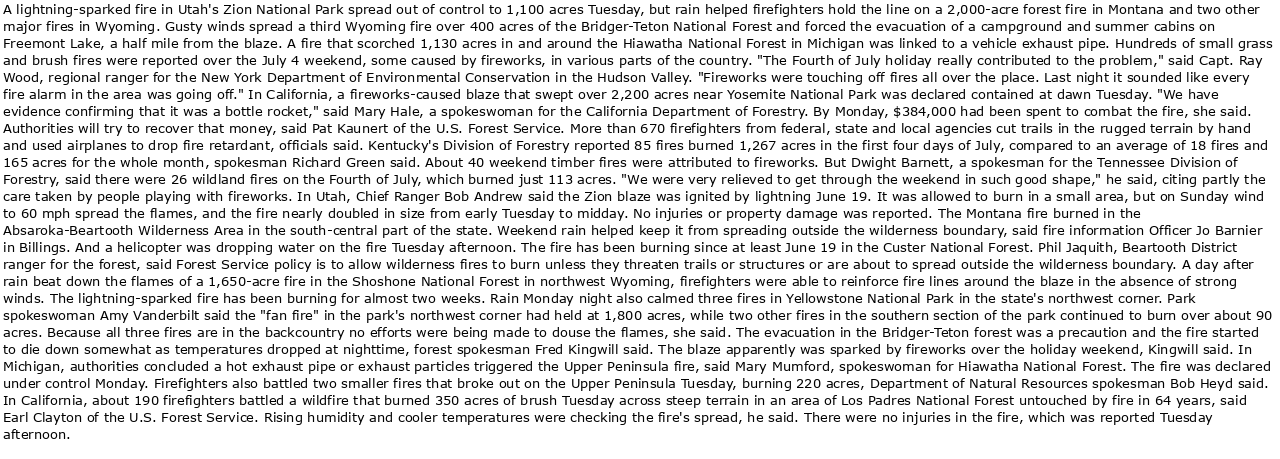 A lightning-sparked fire in Utah's Zion National Park spread out of control to 1,100 acres Tuesday, but rain helped firefighters hold the line on a 2,000-acre forest fire in Montana and two other
major fires in Wyoming. Gusty winds spread a third Wyoming fire over 400 acres of the Bridger-Teton National Forest and forced the evacuation of a campground and summer cabins on
Freemont Lake, a half mile from the blaze. A fire that scorched 1,130 acres in and around the Hiawatha National Forest in Michigan was linked to a vehicle exhaust pipe. Hundreds of small grass
and brush fires were reported over the July 4 weekend, some caused by fireworks, in various parts of the country. "The Fourth of July holiday really contributed to the problem," said Capt. Ray
Wood, regional ranger for the New York Department of Environmental Conservation in the Hudson Valley. "Fireworks were touching off fires all over the place. Last night it sounded like every
fire alarm in the area was going off." In California, a fireworks-caused blaze that swept over 2,200 acres near Yosemite National Park was declared contained at dawn Tuesday. "We have
evidence confirming that it was a bottle rocket," said Mary Hale, a spokeswoman for the California Department of Forestry. By Monday, $384,000 had been spent to combat the fire, she said.
Authorities will try to recover that money, said Pat Kaunert of the U.S. Forest Service. More than 670 firefighters from federal, state and local agencies cut trails in the rugged terrain by hand
and used airplanes to drop fire retardant, officials said. Kentucky's Division of Forestry reported 85 fires burned 1,267 acres in the first four days of July, compared to an average of 18 fires and
165 acres for the whole month, spokesman Richard Green said. About 40 weekend timber fires were attributed to fireworks. But Dwight Barnett, a spokesman for the Tennessee Division of
Forestry, said there were 26 wildland fires on the Fourth of July, which burned just 113 acres. "We were very relieved to get through the weekend in such good shape," he said, citing partly the
care taken by people playing with fireworks. In Utah, Chief Ranger Bob Andrew said the Zion blaze was ignited by lightning June 19. It was allowed to burn in a small area, but on Sunday wind
to 60 mph spread the flames, and the fire nearly doubled in size from early Tuesday to midday. No injuries or property damage was reported. The Montana fire burned in the
Absaroka-Beartooth Wilderness Area in the south-central part of the state. Weekend rain helped keep it from spreading outside the wilderness boundary, said fire information Officer Jo Barnier
in Billings. And a helicopter was dropping water on the fire Tuesday afternoon. The fire has been burning since at least June 19 in the Custer National Forest. Phil Jaquith, Beartooth District
ranger for the forest, said Forest Service policy is to allow wilderness fires to burn unless they threaten trails or structures or are about to spread outside the wilderness boundary. A day after
rain beat down the flames of a 1,650-acre fire in the Shoshone National Forest in northwest Wyoming, firefighters were able to reinforce fire lines around the blaze in the absence of strong
winds. The lightning-sparked fire has been burning for almost two weeks. Rain Monday night also calmed three fires in Yellowstone National Park in the state's northwest corner. Park
spokeswoman Amy Vanderbilt said the "fan fire" in the park's northwest corner had held at 1,800 acres, while two other fires in the southern section of the park continued to burn over about 90
acres. Because all three fires are in the backcountry no efforts were being made to douse the flames, she said. The evacuation in the Bridger-Teton forest was a precaution and the fire started
to die down somewhat as temperatures dropped at nighttime, forest spokesman Fred Kingwill said. The blaze apparently was sparked by fireworks over the holiday weekend, Kingwill said. In
Michigan, authorities concluded a hot exhaust pipe or exhaust particles triggered the Upper Peninsula fire, said Mary Mumford, spokeswoman for Hiawatha National Forest. The fire was declared
under control Monday. Firefighters also battled two smaller fires that broke out on the Upper Peninsula Tuesday, burning 220 acres, Department of Natural Resources spokesman Bob Heyd said.
In California, about 190 firefighters battled a wildfire that burned 350 acres of brush Tuesday across steep terrain in an area of Los Padres National Forest untouched by fire in 64 years, said
Earl Clayton of the U.S. Forest Service. Rising humidity and cooler temperatures were checking the fire's spread, he said. There were no injuries in the fire, which was reported Tuesday
afternoon.